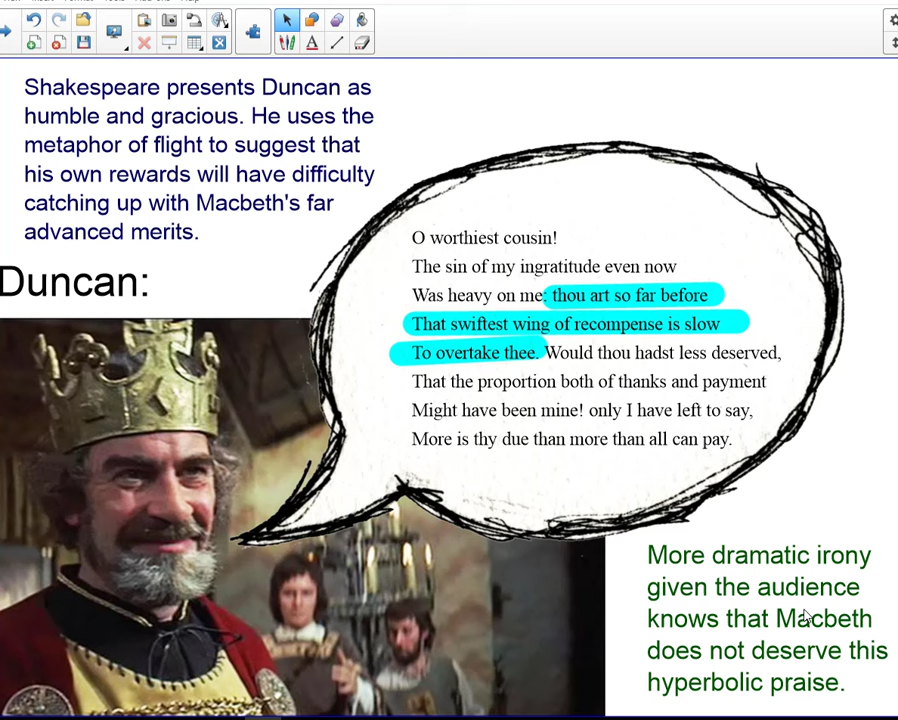 Shakespeare presents Duncan as
humble and gracious. He uses the
metaphor of flight to suggest that
his own rewards will have difficulty
catching up with Macbeth's far
advanced merits.
Duncan:
O worthiest cousin!
The sin of my ingratitude even now
Was heavy on me: thou art so far before
That swiftest wing of recompense is slow
To overtake thee. Would thou hadst less deserved,
That the proportion both of thanks and payment
Might have been mine! only I have left to say,
More is thy due than more than all can pay.
More dramatic irony
given the audience
knows that Macbeth
does not deserve this
hyperbolic praise.